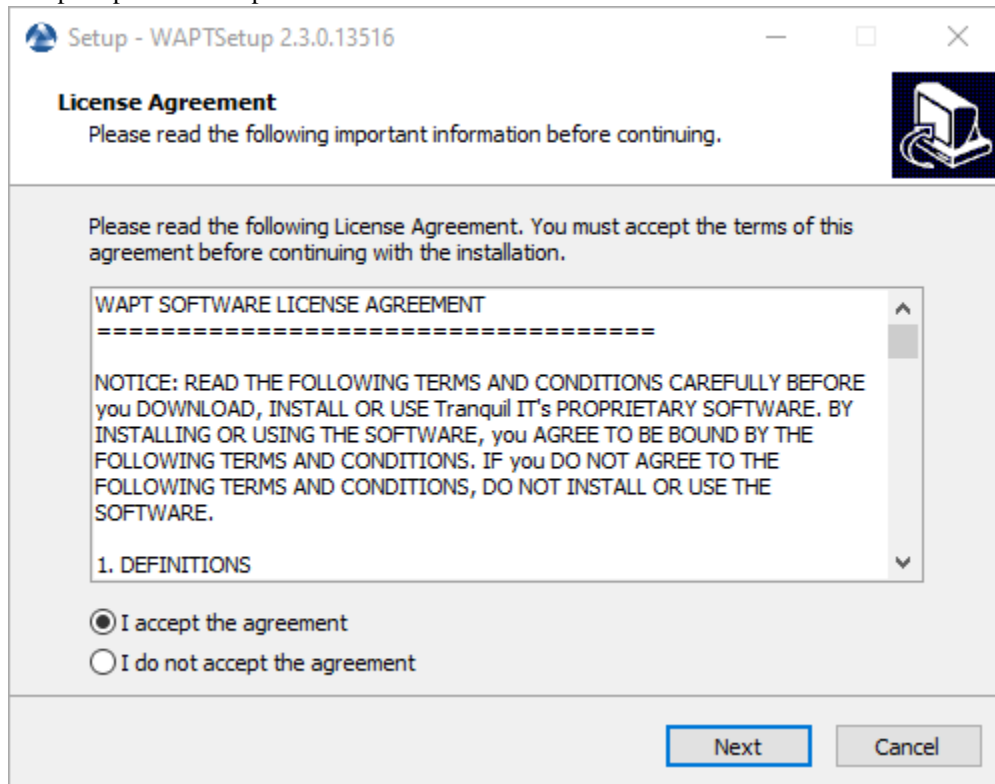 Setup - WAPTSetup 2.3.0.13516
License Agreement
Please read the following important information before continuing.
Please read the following License Agreement. You must accept the terms of this
agreement before continuing with the installation.
WAPT SOFTWARE LICENSE AGREEMENT
===================================
NOTICE: READ THE FOLLOWING TERMS AND CONDITIONS CAREFULLY BEFORE
you DOWNLOAD, INSTALL OR USE Tranquil IT's PROPRIETARY SOFTWARE. BY
INSTALLING OR USING THE SOFTWARE, you AGREE TO BE BOUND BY THE
FOLLOWING TERMS AND CONDITIONS. IF you DO NOT AGREE TO THE
FOLLOWING TERMS AND CONDITIONS, DO NOT INSTALL OR USE THE
SOFTWARE.
1. DEFINITIONS
I accept the agreement
I do not accept the agreement
Next Cancel